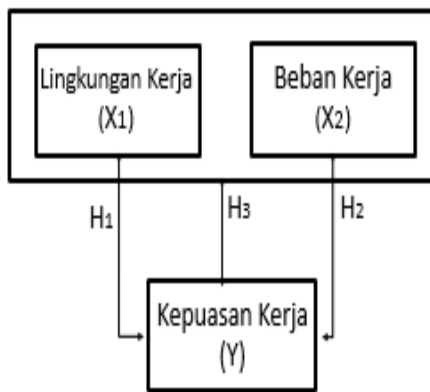 Lingkungan Kerja
(X1)
Beban Kerja
(X2)
H1
H3
H2
Kepuasan Kerja
(Y)